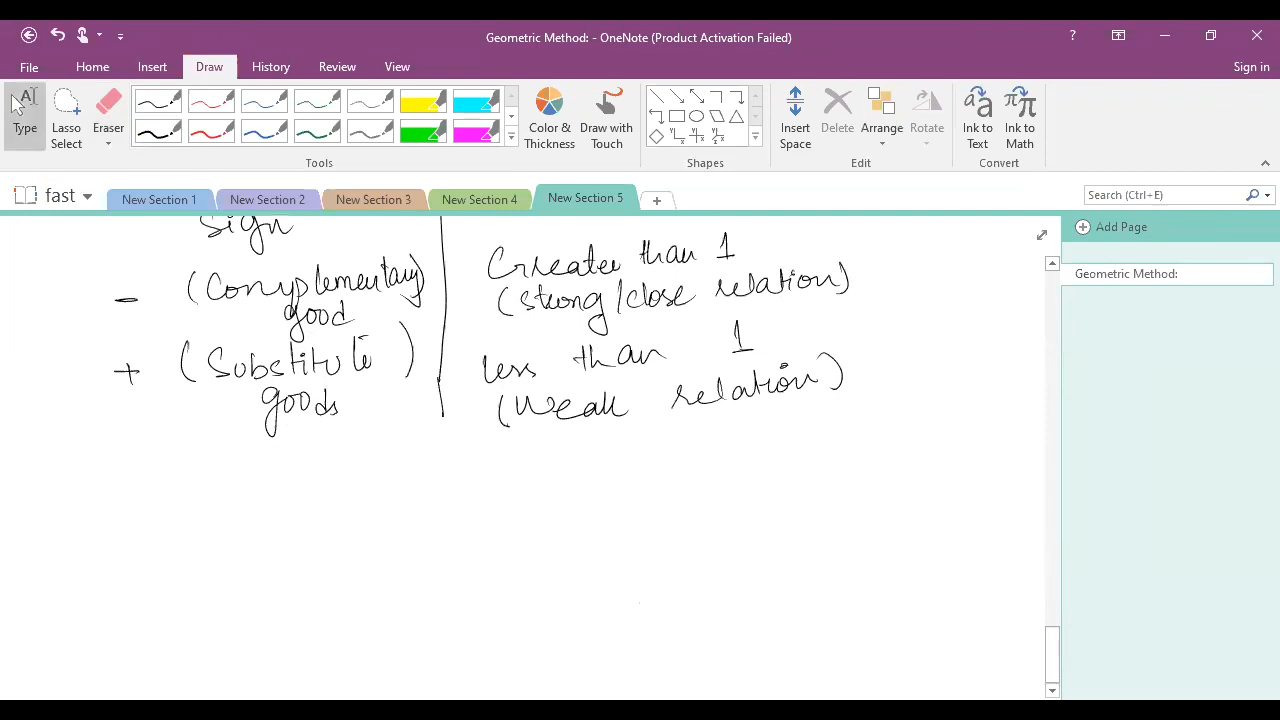 Geometric Method: - OneNote (Product Activation Failed)
?
File Home Insert Draw History Review View Sign in
Type
Lasso Select
Eraser
Color & Thickness
Draw with Touch
Insert Space
Delete
Arrange
Rotate
Ink to Text
Ink to Math
Tools Shapes Edit Convert
fast New Section 1 New Section 2 New Section 3 New Section 4 New Section 5 Search (Ctrl+E)
Add Page
Geometric Method:
Sign
- (Complementary good
+ (Substitute) goods
Greater than 1
(strong/close relation)
less than 1
(Weak relation)